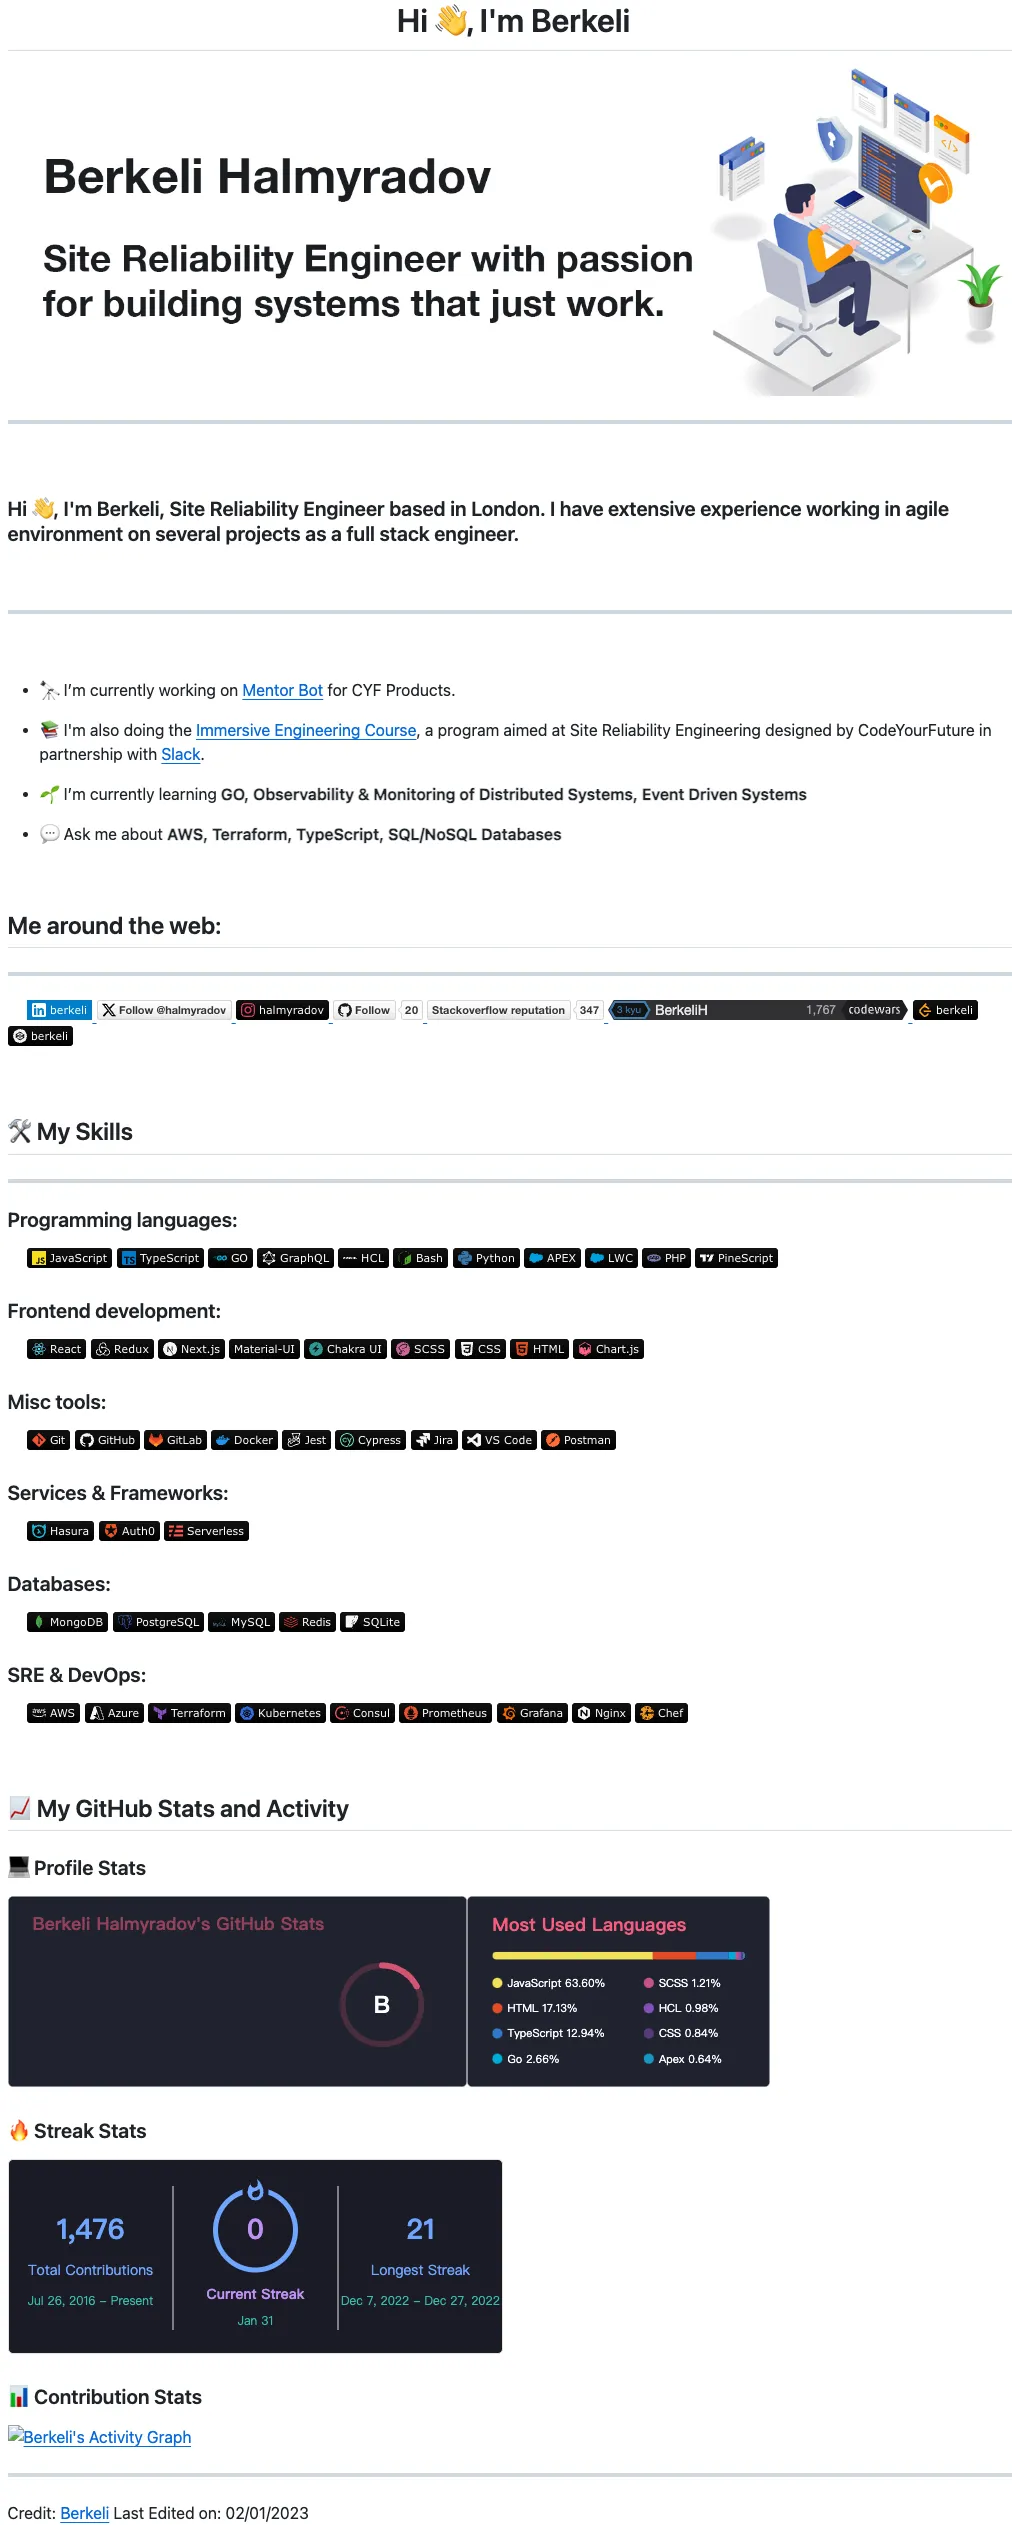 Hi 👋, I'm Berkeli
Berkeli Halmyradov
Site Reliability Engineer with passion
for building systems that just work.
Hi 👋, I'm Berkeli, Site Reliability Engineer based in London. I have extensive experience working in agile
environment on several projects as a full stack engineer.
• 🔭 I'm currently working on Mentor Bot for CYF Products.
• 📚 I'm also doing the Immersive Engineering Course, a program aimed at Site Reliability Engineering designed by CodeYourFuture in
partnership with Slack.
• 🌱 I'm currently learning GO, Observability & Monitoring of Distributed Systems, Event Driven Systems
• 💬 Ask me about AWS, Terraform, TypeScript, SQL/NoSQL Databases
Me around the web:
berkeli Follow @halmyradov halmyradov Follow 20 Stackoverflow reputation 347 3 kyu BerkeliH 1,767 codewars berkeli
berkeli
🛠 My Skills
Programming languages:
JavaScript TypeScript GO GraphQL HCL Bash Python APEX LWC PHP PineScript
Frontend development:
React Redux Next.js Material-UI Chakra UI SCSS CSS HTML Chart.js
Misc tools:
Git GitHub GitLab Docker Jest Cypress Jira VS Code Postman
Services & Frameworks:
Hasura Auth0 Serverless
Databases:
MongoDB PostgreSQL MySQL Redis SQLite
SRE & DevOps:
AWS Azure Terraform Kubernetes Consul Prometheus Grafana Nginx Chef
📈 My GitHub Stats and Activity
💻 Profile Stats
Berkeli Halmyradov's GitHub Stats
B
Most Used Languages
JavaScript 63.60% SCSS 1.21%
HTML 17.13% HCL 0.98%
TypeScript 12.94% CSS 0.84%
Go 2.66% Apex 0.64%
🔥 Streak Stats
1,476 0 21
Total Contributions Current Streak Longest Streak
Jul 26, 2016 – Present Jan 31 Dec 7, 2022 – Dec 27, 2022
📊 Contribution Stats
Berkeli's Activity Graph
Credit: Berkeli Last Edited on: 02/01/2023